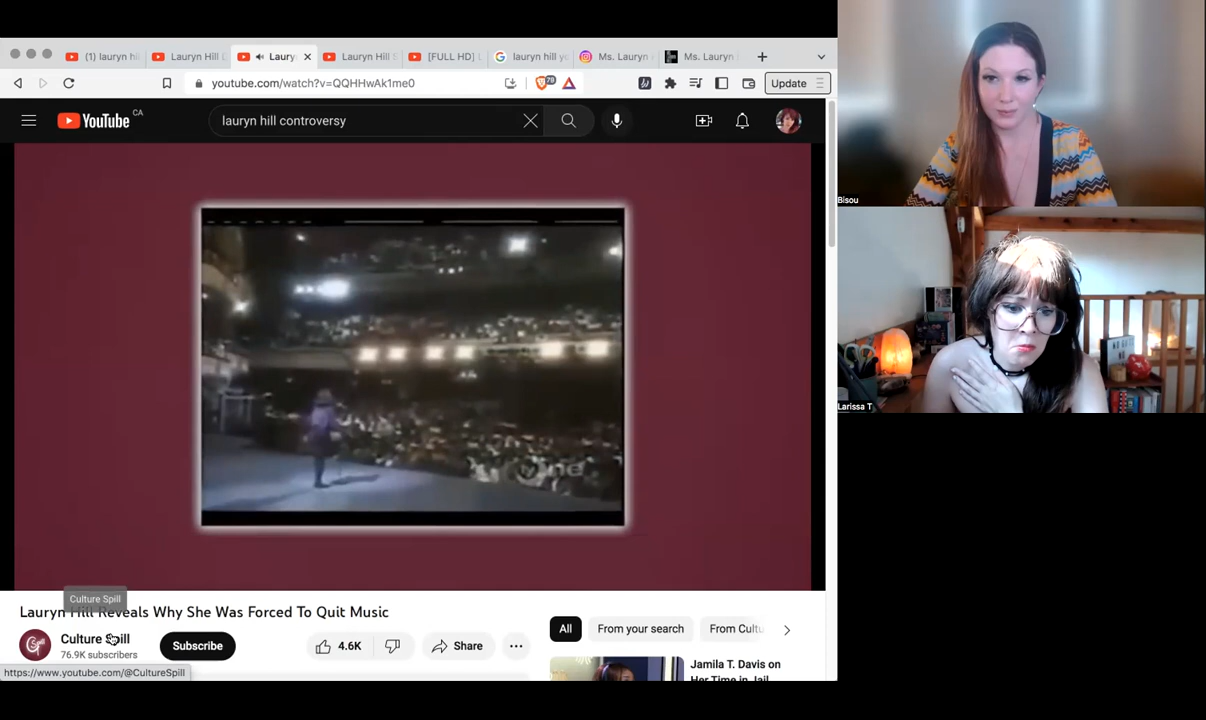 (1) lauryn hi
Lauryn Hill D
Laury
Lauryn Hill E
[FULL HD] L
lauryn hill yo
Ms. Lauryn
Ms. Lauryn
youtube.com/watch?v=QQHHwAk1me0
78
Update
YouTube CA
lauryn hill controversy
Bisou
Larissa T
Culture Spill
Lauryn Hill Reveals Why She Was Forced To Quit Music
Spill
Culture Spill
76.9K subscribers
Subscribe
4.6K
Share
All
From your search
From Cultu
Jamila T. Davis on
Her Time in Jail
https://www.youtube.com/@CultureSpill